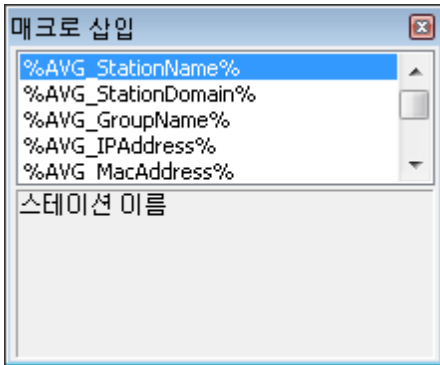 매크로 삽입
%AVG_StationName%
%AVG_StationDomain%
%AVG_GroupName%
%AVG_IPAddress%
%AVG_MacAddress%
스테이션 이름